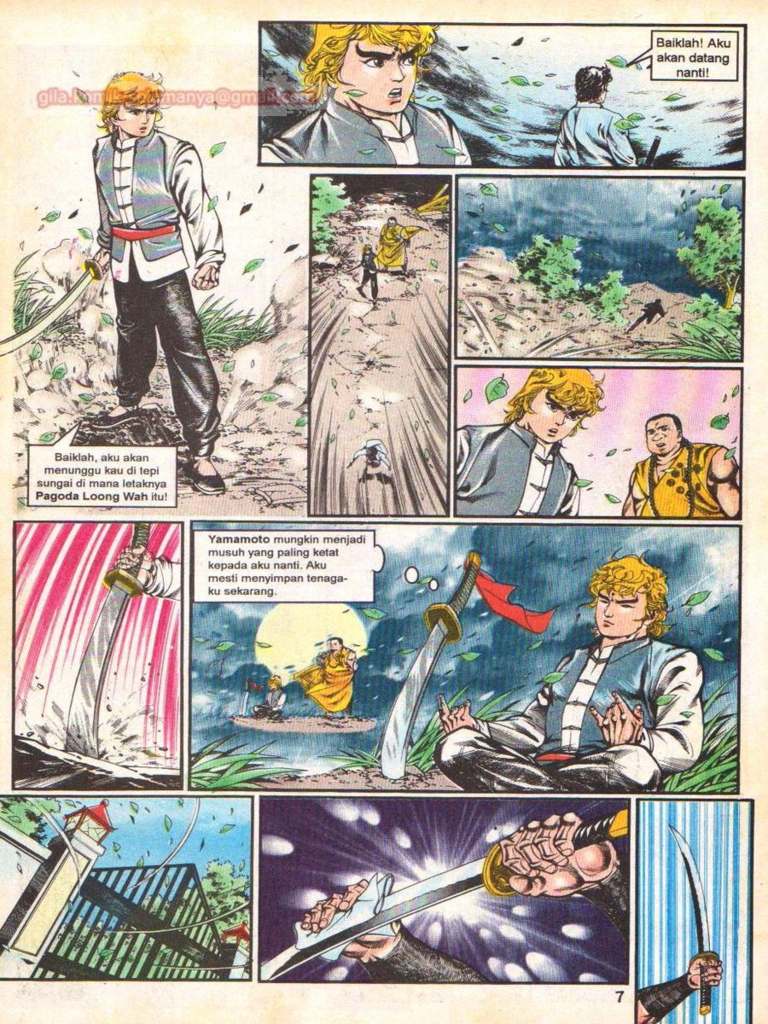 Baiklah! Aku
akan datang
nanti!
Baiklah, aku akan
menunggu kau di tepi
sungai di mana letaknya
Pagoda Loong Wah itu!
Yamamoto mungkin menjadi
musuh yang paling ketat
kepada aku nanti. Aku
mesti menyimpan tenaga-
ku sekarang.
7